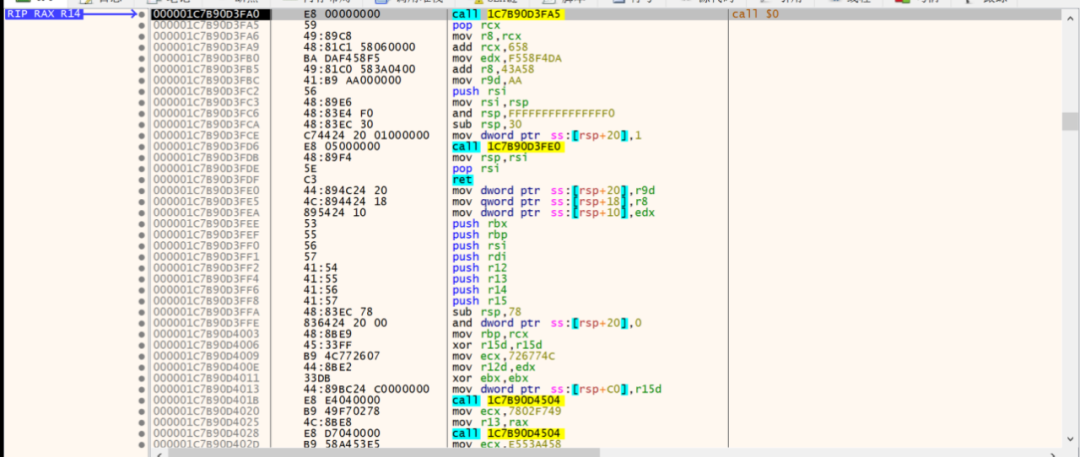 RIP RAX R14 000001C7B90D3FA0 E8 00000000 call 1C7B90D3FA5 call $0
000001C7B90D3FA5 59 pop rcx
000001C7B90D3FA6 49:89C8 mov r8,rcx
000001C7B90D3FA9 48:81C1 58060000 add rcx,658
000001C7B90D3FB0 BA DAF458F5 mov edx,F558F4DA
000001C7B90D3FB5 49:81C0 583A0400 add r8,43A58
000001C7B90D3FBC 41:B9 AA000000 mov r9d,AA
000001C7B90D3FC2 56 push rsi
000001C7B90D3FC3 48:89E6 mov rsi,rsp
000001C7B90D3FC6 48:83E4 F0 and rsp,FFFFFFFFFFFFFFF0
000001C7B90D3FCA 48:83EC 30 sub rsp,30
000001C7B90D3FCE C74424 20 01000000 mov dword ptr ss:[rsp+20],1
000001C7B90D3FD6 E8 05000000 call 1C7B90D3FE0
000001C7B90D3FDB 48:89F4 mov rsp,rsi
000001C7B90D3FDE 5E pop rsi
000001C7B90D3FDF C3 ret
000001C7B90D3FE0 44:894C24 20 mov dword ptr ss:[rsp+20],r9d
000001C7B90D3FE5 4C:894424 18 mov qword ptr ss:[rsp+18],r8
000001C7B90D3FEA 895424 10 mov dword ptr ss:[rsp+10],edx
000001C7B90D3FEE 53 push rbx
000001C7B90D3FEF 55 push rbp
000001C7B90D3FF0 56 push rsi
000001C7B90D3FF1 57 push rdi
000001C7B90D3FF2 41:54 push r12
000001C7B90D3FF4 41:55 push r13
000001C7B90D3FF6 41:56 push r14
000001C7B90D3FF8 41:57 push r15
000001C7B90D3FFA 48:83EC 78 sub rsp,78
000001C7B90D3FFE 836424 20 00 and dword ptr ss:[rsp+20],0
000001C7B90D4003 48:8BE9 mov rbp,rcx
000001C7B90D4006 45:33FF xor r15d,r15d
000001C7B90D4009 B9 4C772607 mov ecx,726774C
000001C7B90D400E 44:8BE2 mov r12d,edx
000001C7B90D4011 33DB xor ebx,ebx
000001C7B90D4013 44:89BC24 C0000000 mov dword ptr ss:[rsp+C0],r15d
000001C7B90D401B E8 E4040000 call 1C7B90D4504
000001C7B90D4020 B9 49F70278 mov ecx,7802F749
000001C7B90D4025 4C:8BE8 mov r13,rax
000001C7B90D4028 E8 D7040000 call 1C7B90D4504
000001C7B90D402D B9 58A453E5 mov ecx,E553A458